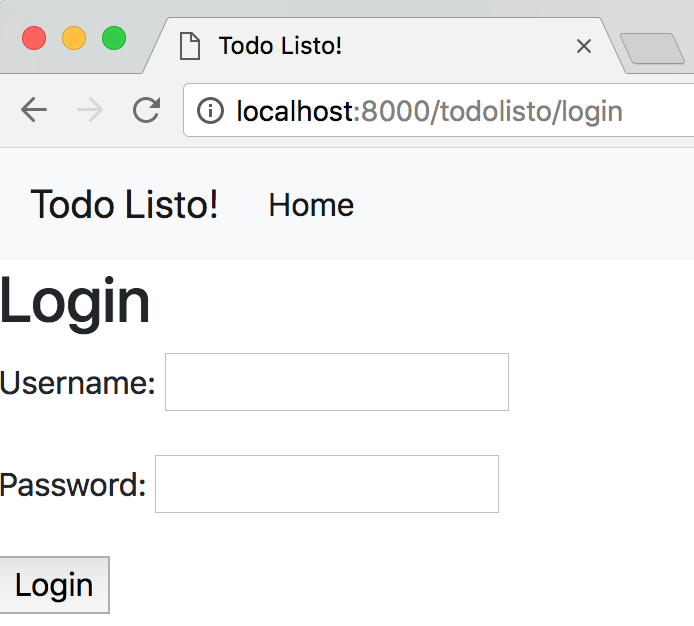 Todo Listo!
localhost:8000/todolisto/login
Todo Listo! Home
Login
Username:
Password:
Login